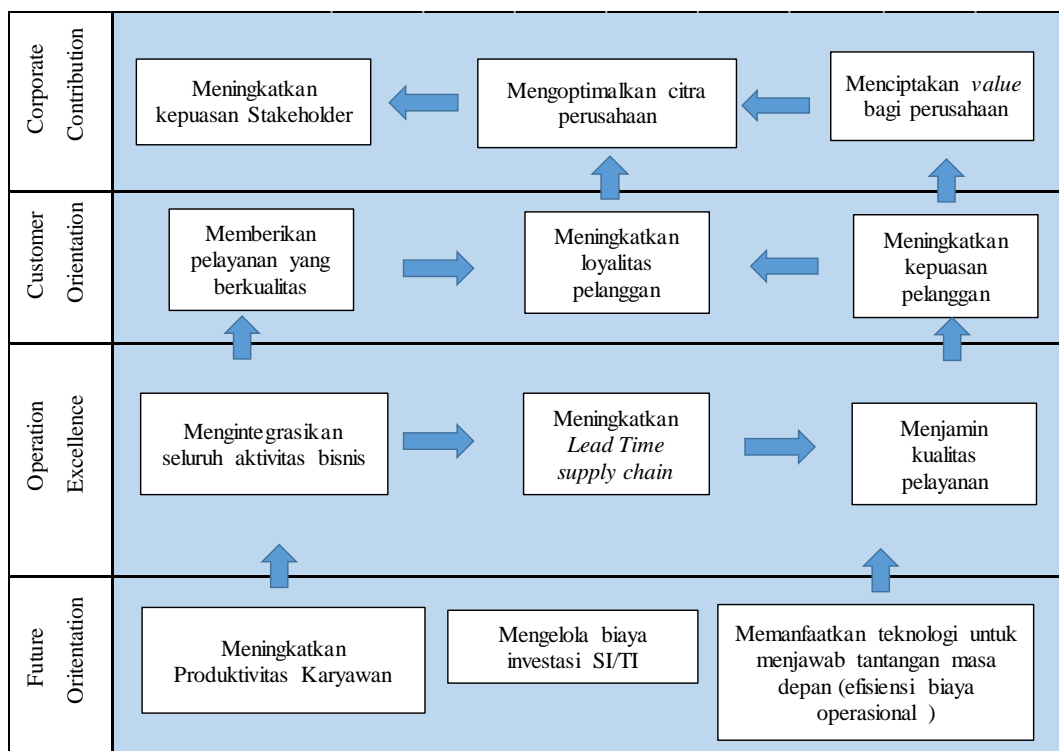 Corporate
Contribution
Meningkatkan
kepuasan Stakeholder
Mengoptimalkan citra
perusahaan
Menciptakan value
bagi perusahaan
Customer
Orientation
Memberikan
pelayanan yang
berkualitas
Meningkatkan
loyalitas
pelanggan
Meningkatkan
kepuasan
pelanggan
Operation
Excellence
Mengintegrasikan
seluruh aktivitas bisnis
Meningkatkan
Lead Time
supply chain
Menjamin
kualitas
pelayanan
Future
Oritentation
Meningkatkan
Produktivitas Karyawan
Mengelola biaya
investasi SI/TI
Memanfaatkan teknologi untuk
menjawab tantangan masa
depan (efisiensi biaya
operasional )